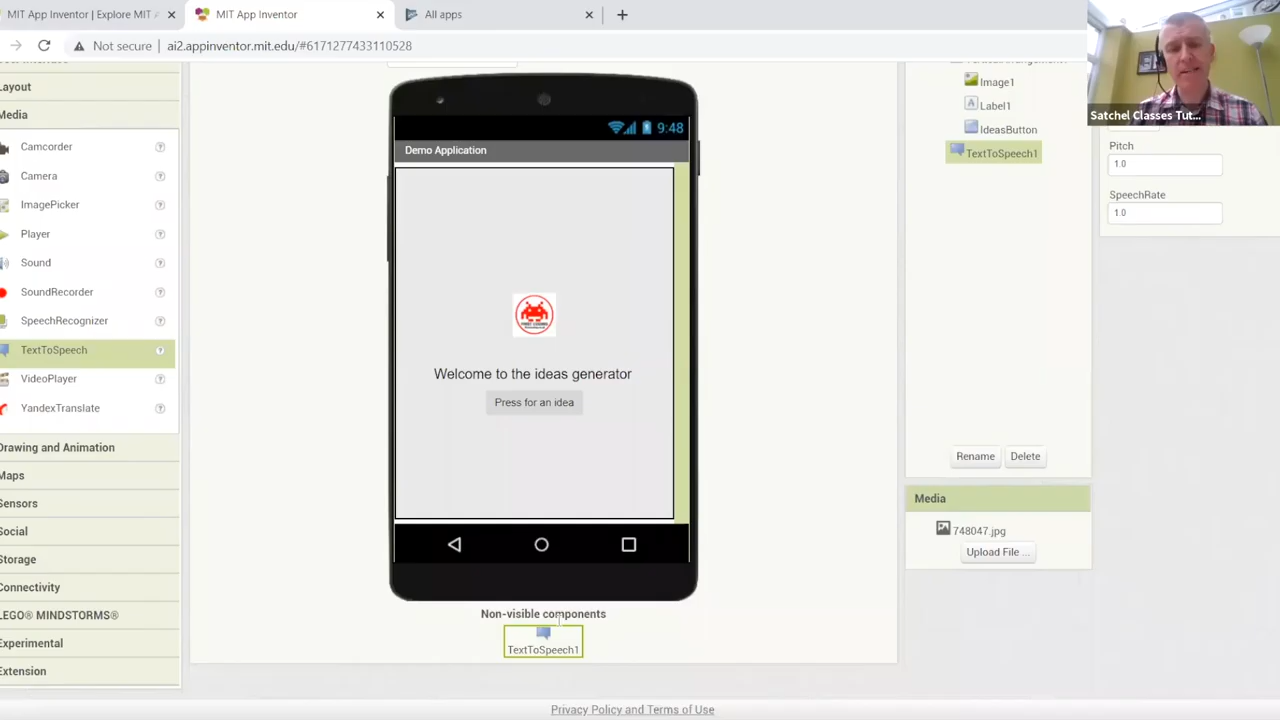 MIT App Inventor | Explore MIT A
MIT App Inventor
All apps
Not secure
ai2.appinventor.mit.edu/#6171277433110528
Layout
Media
Camcorder
Camera
ImagePicker
Player
Sound
SoundRecorder
SpeechRecognizer
TextToSpeech
VideoPlayer
YandexTranslate
Drawing and Animation
Maps
Sensors
Social
Storage
Connectivity
LEGO® MINDSTORMS®
Experimental
Extension
9:48
Demo Application
Welcome to the ideas generator
Press for an idea
Non-visible components
TextToSpeech1
Image1
Label1
IdeasButton
TextToSpeech1
Rename
Delete
Media
748047.jpg
Upload File ...
Satchel Classes Tut...
Pitch
1.0
SpeechRate
1.0
Privacy Policy and Terms of Use